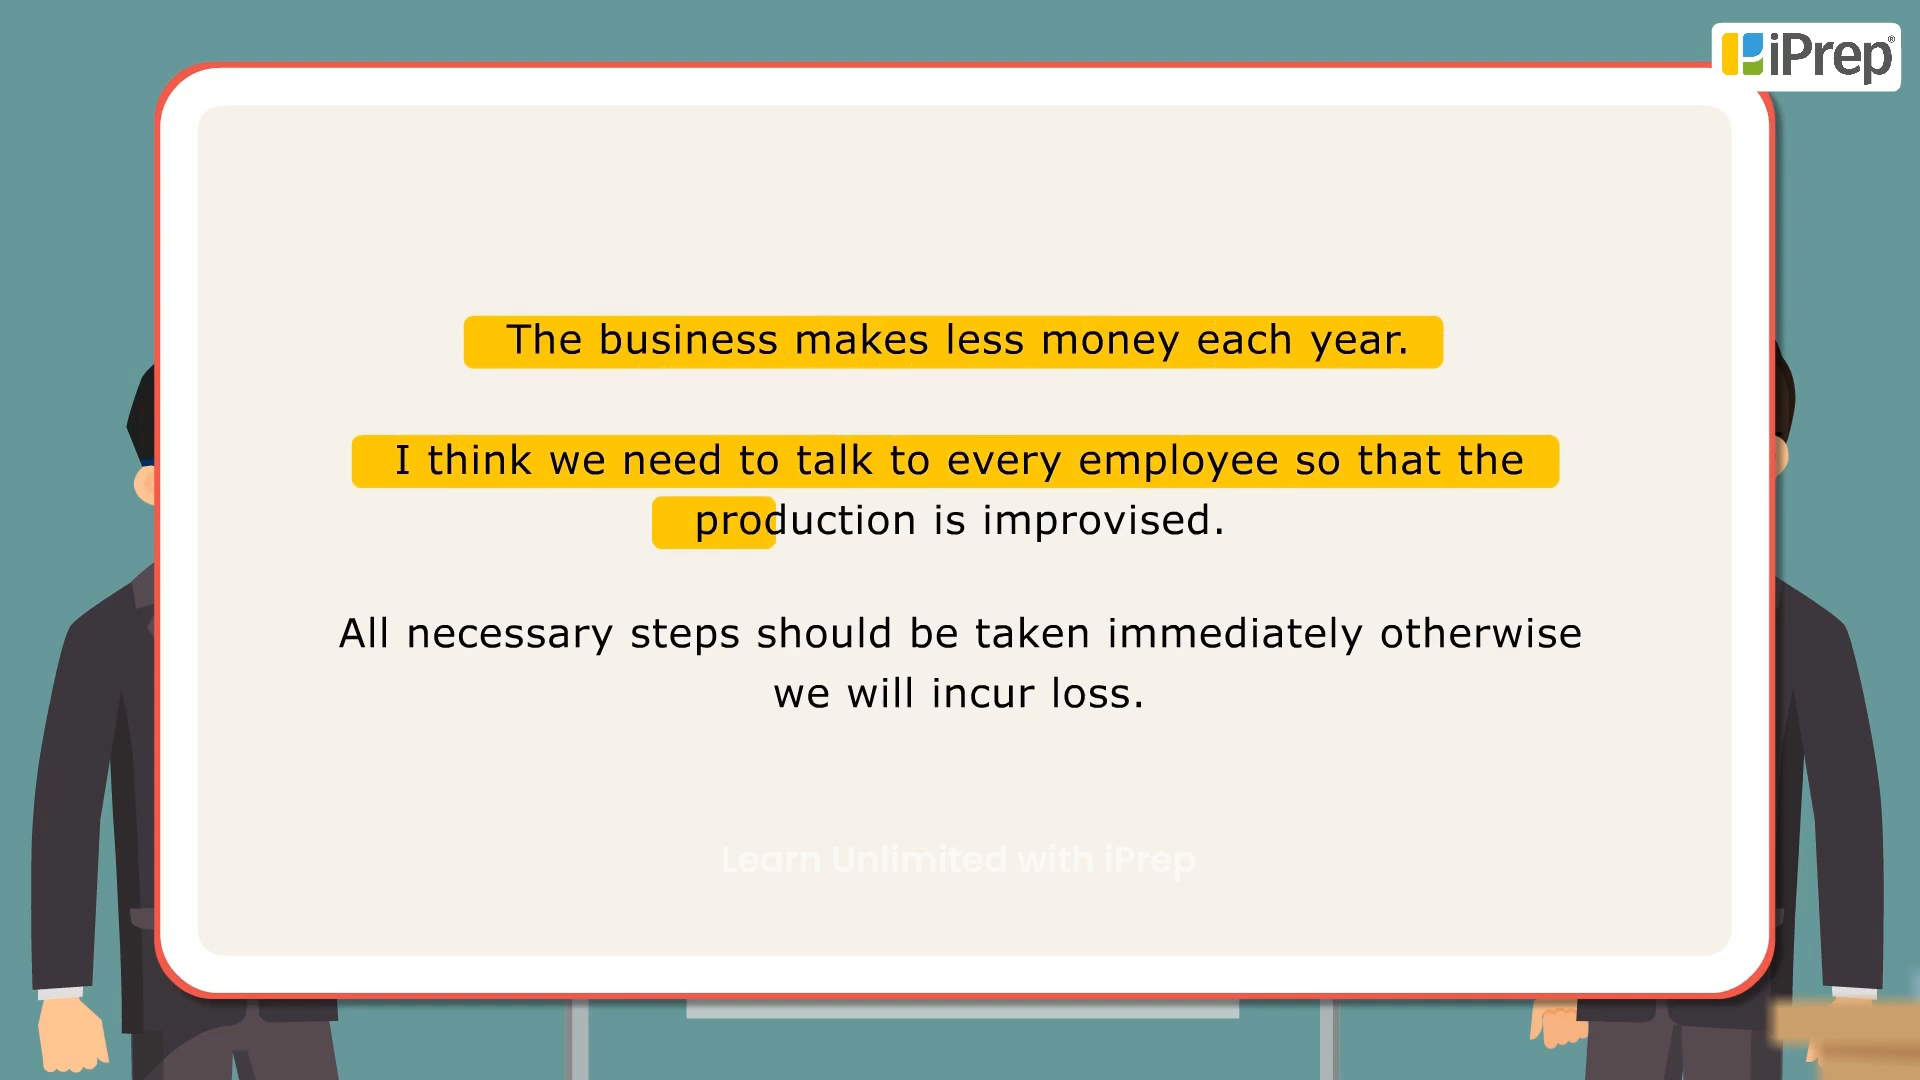 iPrep®
The business makes less money each year.
I think we need to talk to every employee so that the
production is improvised.
All necessary steps should be taken immediately otherwise
we will incur loss.
Learn Unlimited with iPrep